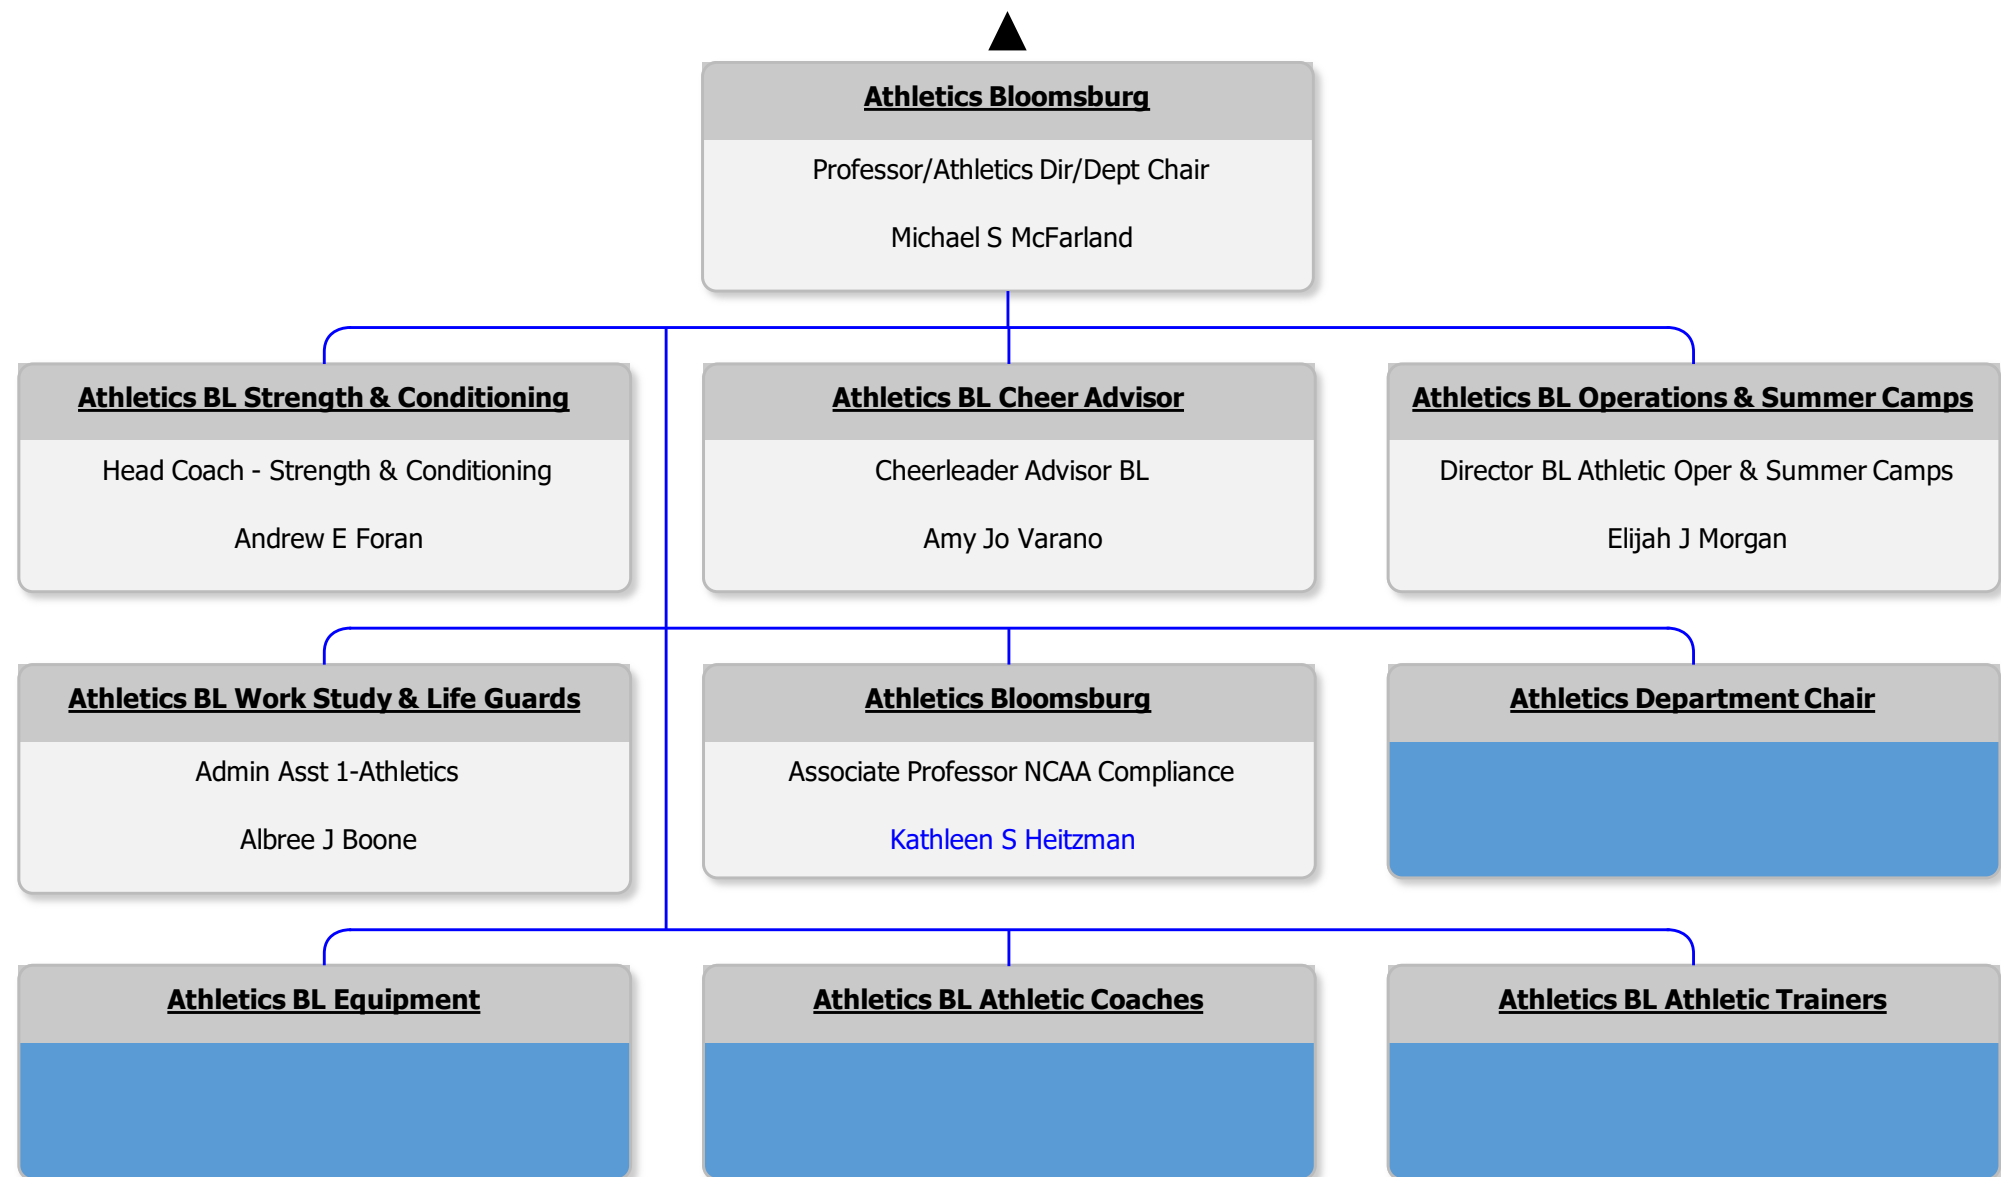 Athletics Bloomsburg
Professor/Athletics Dir/Dept Chair
Michael S McFarland
Athletics BL Strength & Conditioning
Head Coach - Strength & Conditioning
Andrew E Foran
Athletics BL Cheer Advisor
Cheerleader Advisor BL
Amy Jo Varano
Athletics BL Operations & Summer Camps
Director BL Athletic Oper & Summer Camps
Elijah J Morgan
Athletics BL Work Study & Life Guards
Admin Asst 1-Athletics
Albree J Boone
Athletics Bloomsburg
Associate Professor NCAA Compliance
Kathleen S Heitzman
Athletics Department Chair
Athletics BL Equipment
Athletics BL Athletic Coaches
Athletics BL Athletic Trainers